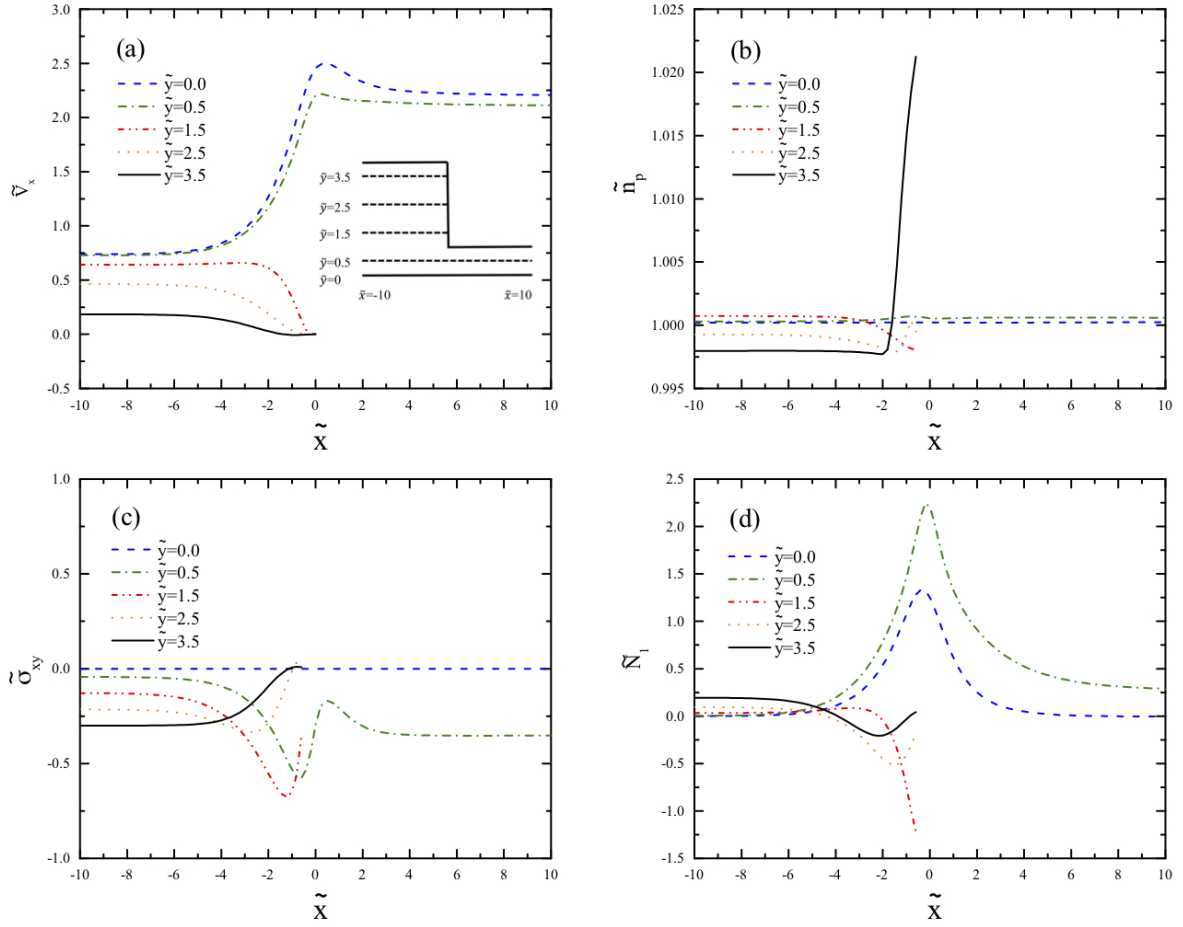 (a)
3.0
2.5
2.0
1.5
1.0
0.5
0.0
-0.5
ṽx
ỹ=0.0
ỹ=0.5
ỹ=1.5
ỹ=2.5
ỹ=3.5
ỹ=3.5
ỹ=2.5
ỹ=1.5
ỹ=0.5
ỹ=0
x̃=-10 x̃=10
-10 -8 -6 -4 -2 0 2 4 6 8 10
x̃
(b)
1.025
1.020
1.015
1.010
1.005
1.000
0.995
ñp
ỹ=0.0
ỹ=0.5
ỹ=1.5
ỹ=2.5
ỹ=3.5
-10 -8 -6 -4 -2 0 2 4 6 8 10
x̃
(c)
1.0
0.5
0.0
-0.5
-1.0
σ̃xy
ỹ=0.0
ỹ=0.5
ỹ=1.5
ỹ=2.5
ỹ=3.5
-10 -8 -6 -4 -2 0 2 4 6 8 10
x̃
(d)
2.5
2.0
1.5
1.0
0.5
0.0
-0.5
-1.0
-1.5
Ñ1
ỹ=0.0
ỹ=0.5
ỹ=1.5
ỹ=2.5
ỹ=3.5
-10 -8 -6 -4 -2 0 2 4 6 8 10
x̃